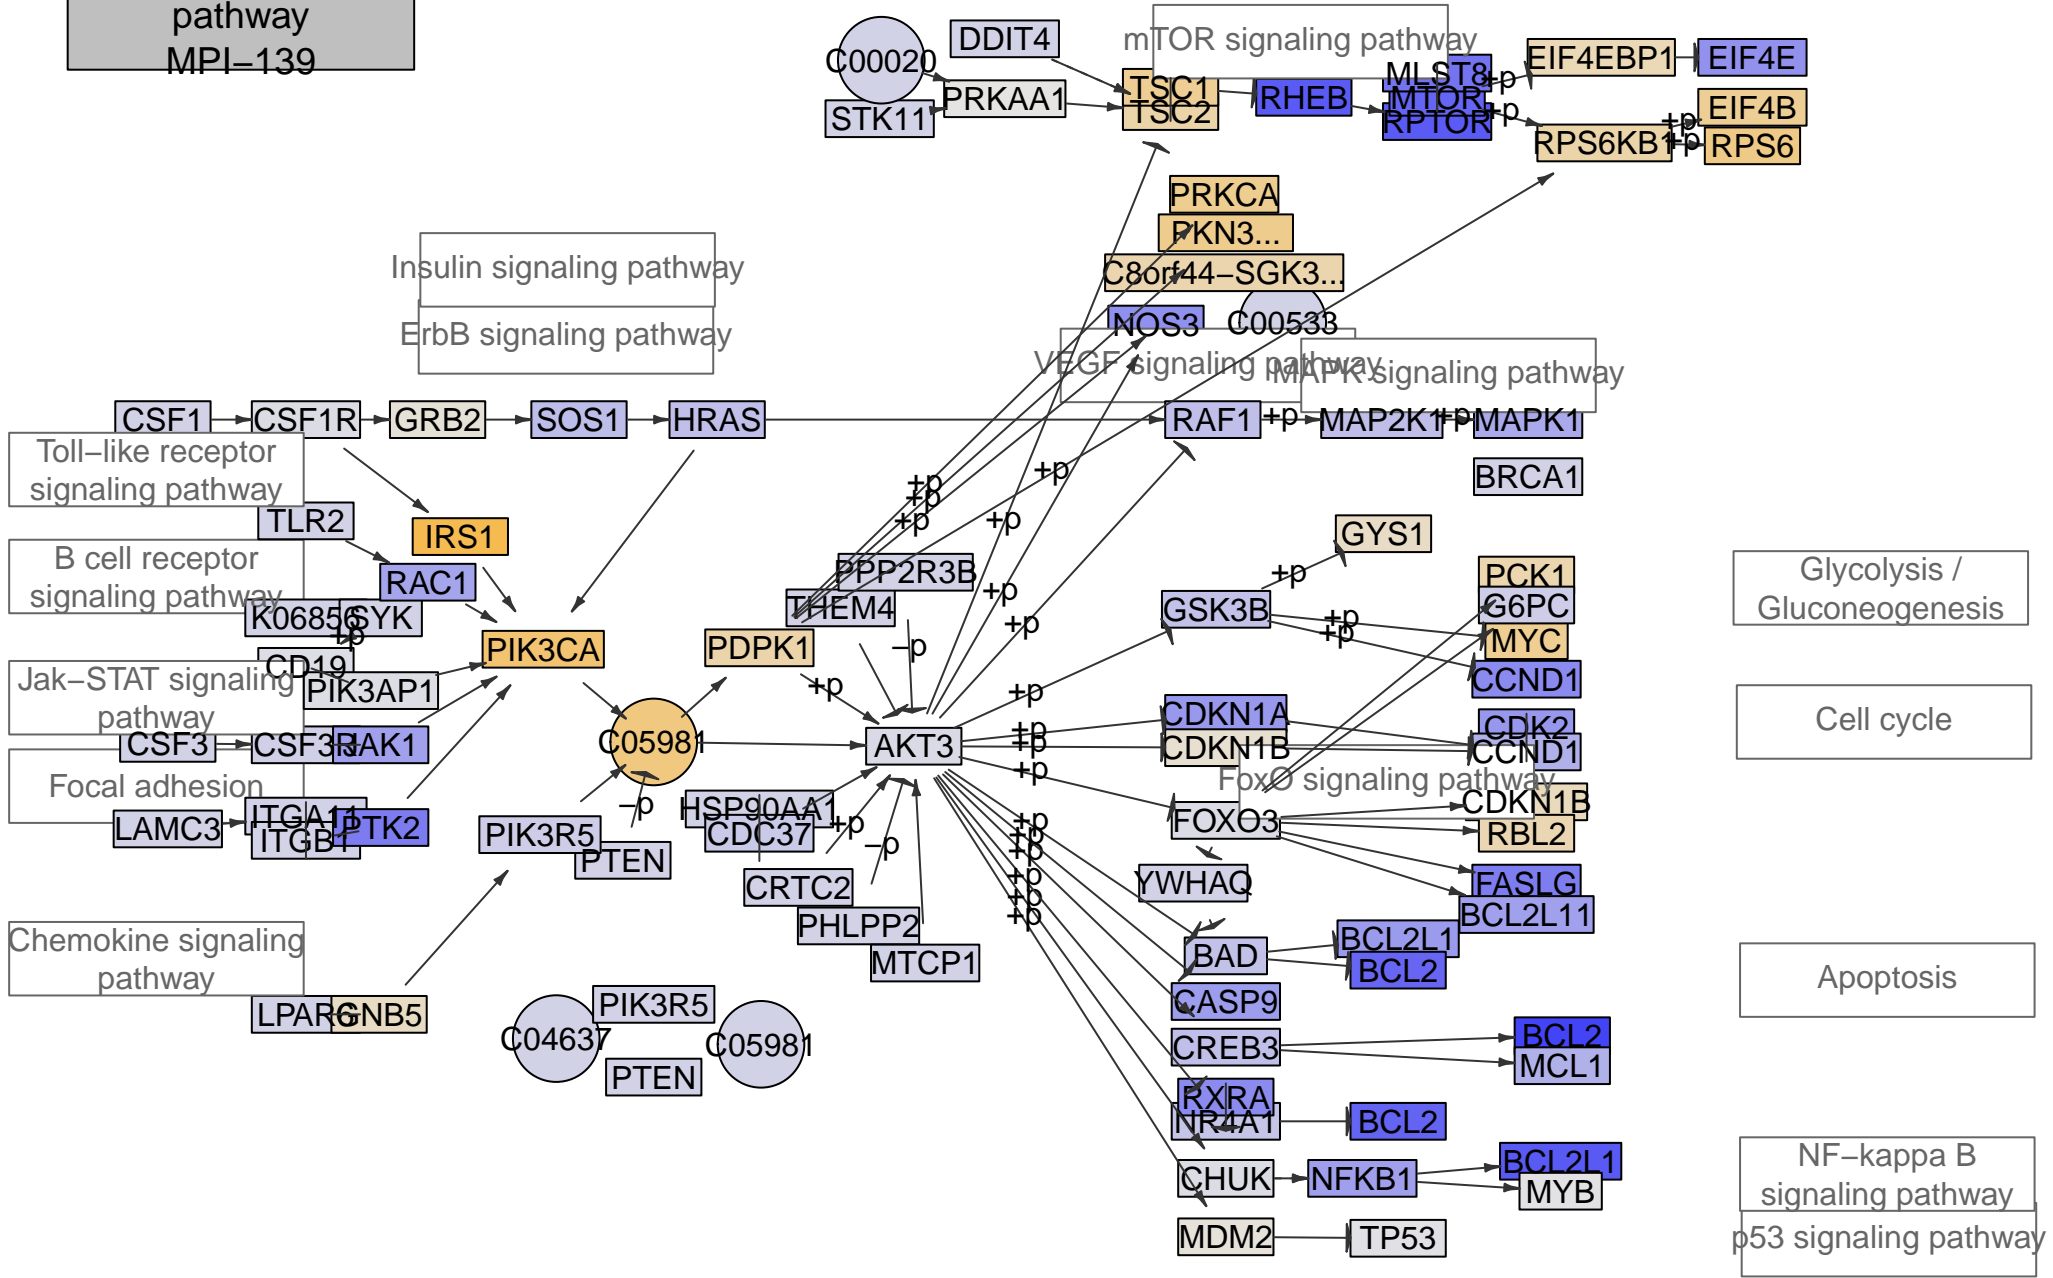 pathway
MPI−139
C00020
DDIT4
mTOR signaling pathway
EIF4EBP1
EIF4E
STK11
PRKAA1
TSC1
TSC2
RHEB
MLST8
MTOR
RPTOR
+p
+p
EIF4B
RPS6KB1
+p
+p
RPS6
PRKCA
PKN3...
C8orf44−SGK3...
NOS3
C00533
Insulin signaling pathway
ErbB signaling pathway
VEGF signaling pathway
MAPK signaling pathway
CSF1
CSF1R
GRB2
SOS1
HRAS
RAF1
+p
MAP2K1
+p
MAPK1
BRCA1
Toll−like receptor
signaling pathway
TLR2
IRS1
+p
+p
+p
+p
+p
GYS1
B cell receptor
signaling pathway
RAC1
K06856
SYK
+p
CD19
PIK3AP1
PIK3CA
PDPK1
PPP2R3B
THEM4
−p
+p
+p
+p
GSK3B
+p
+p
+p
PCK1
G6PC
MYC
CCND1
Glycolysis /
Gluconeogenesis
Jak−STAT signaling
pathway
CSF3
CSF3R
JAK1
C05981
AKT3
+p
+p
+p
+p
CDKN1A
CDKN1B
CDK2
CCND1
Cell cycle
FoxO signaling pathway
Focal adhesion
LAMC3
ITGA11
ITGB1
PTK2
PIK3R5
−p
PTEN
HSP90AA1
CDC37
+p
−p
CRTC2
PHLPP2
MTCP1
FOXO3
CDKN1B
RBL2
YWHAQ
FASLG
BCL2L11
+p
+p
+p
+p
+p
+p
BAD
BCL2L1
BCL2
Apoptosis
Chemokine signaling
pathway
LPAR6
GNB5
C04637
PIK3R5
PTEN
C05981
CASP9
CREB3
BCL2
MCL1
RXRA
NR4A1
BCL2
CHUK
NFKB1
BCL2L1
MYB
NF−kappa B
signaling pathway
MDM2
TP53
p53 signaling pathway